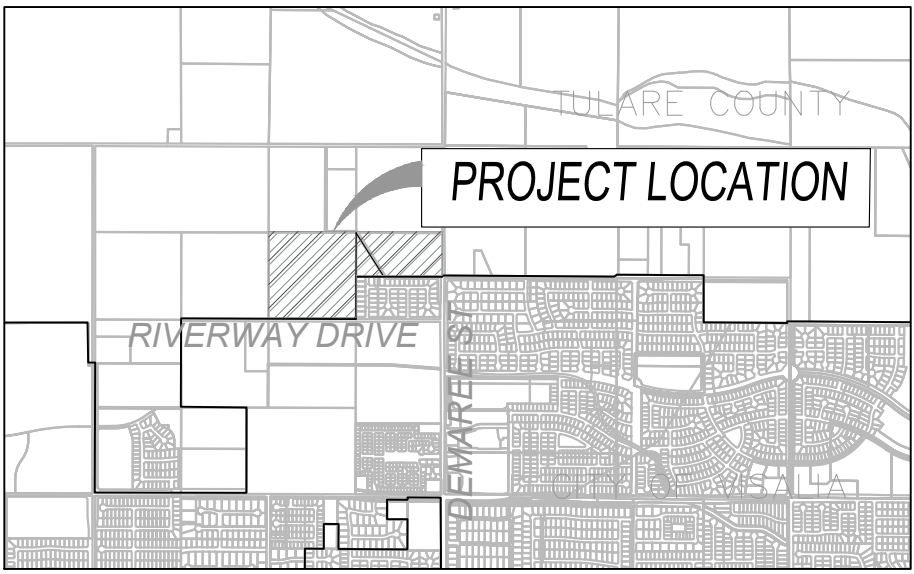 TULARE COUNTY
PROJECT LOCATION
RIVERWAY DRIVE
DEMAREE ST
CITY OF VISALIA